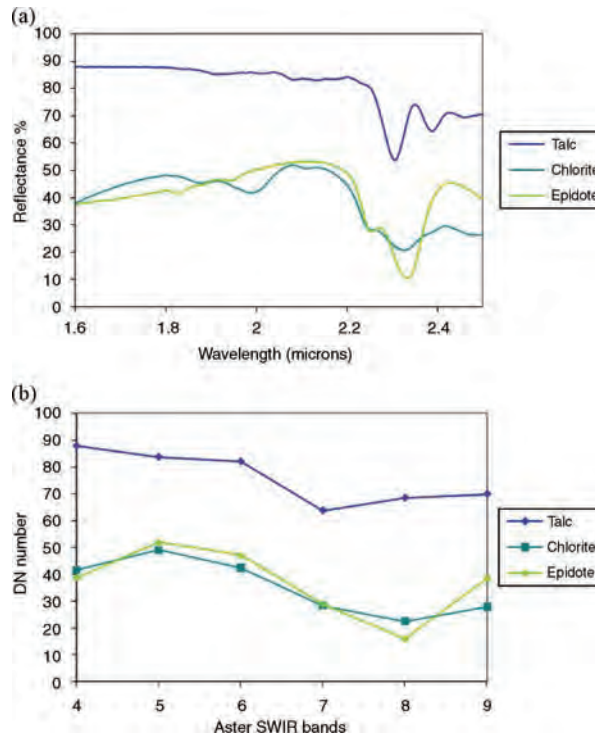 (a)
100
90
80
70
60
50
40
30
20
10
0
Reflectance %
1.6 1.8 2 2.2 2.4
Wavelength (microns)
Talc
Chlorite
Epidote
(b)
100
90
80
70
60
50
40
30
20
10
0
DN number
4 5 6 7 8 9
Aster SWIR bands
Talc
Chlorite
Epidote